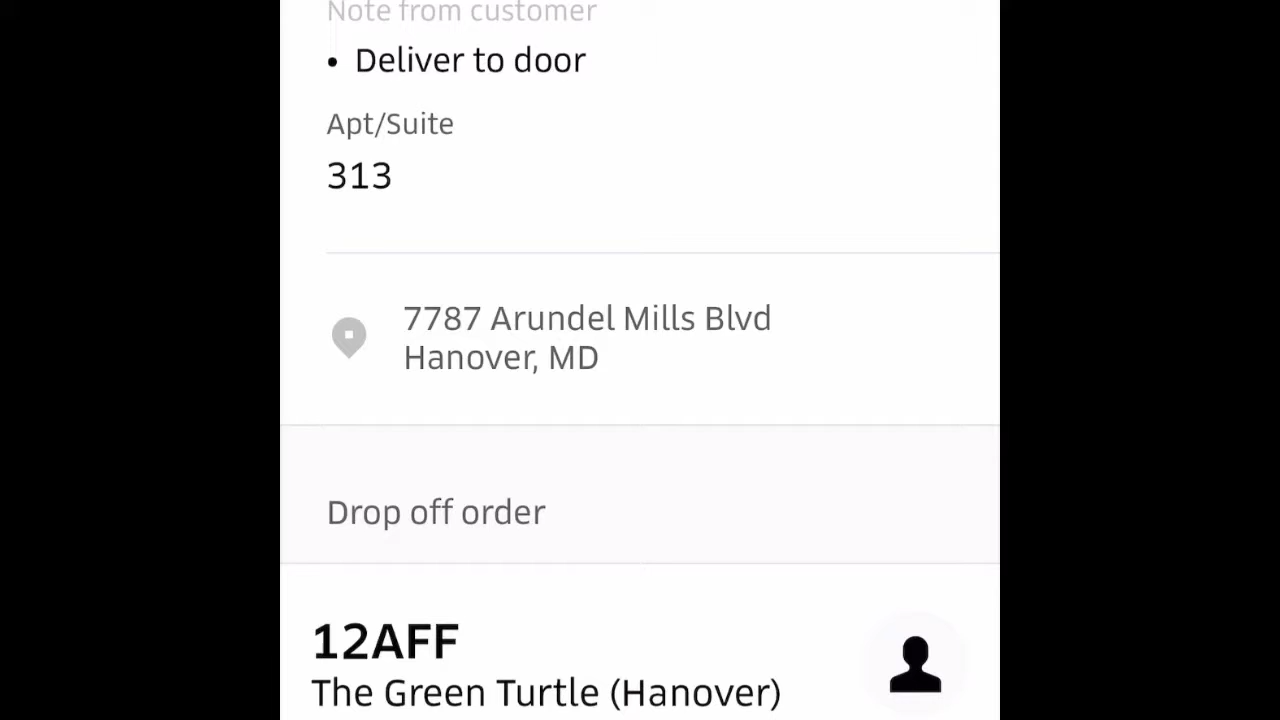 Note from customer
• Deliver to door
Apt/Suite
313
7787 Arundel Mills Blvd
Hanover, MD
Drop off order
12AFF
The Green Turtle (Hanover)